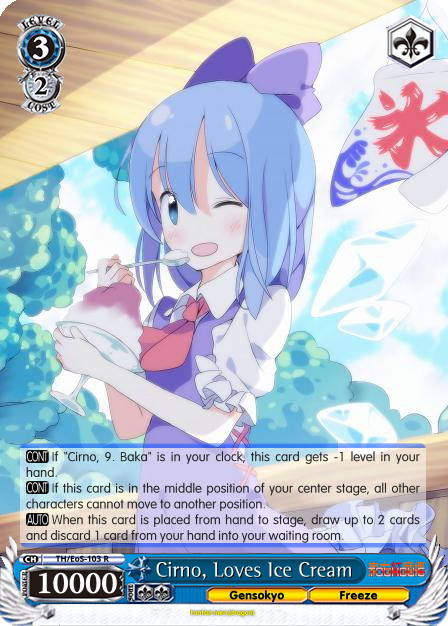 LEVEL
3
2
COST
氷
CONT If "Cirno, 9. Baka" is in your clock, this card gets -1 level in your
hand.
CONT If this card is in the middle position of your center stage, all other
characters cannot move to another position.
AUTO When this card is placed from hand to stage, draw up to 2 cards
and discard 1 card from your hand into your waiting room.
CH TH/EoS-103 R
POWER 10000 SOUL Cirno, Loves Ice Cream
Gensokyo Freeze